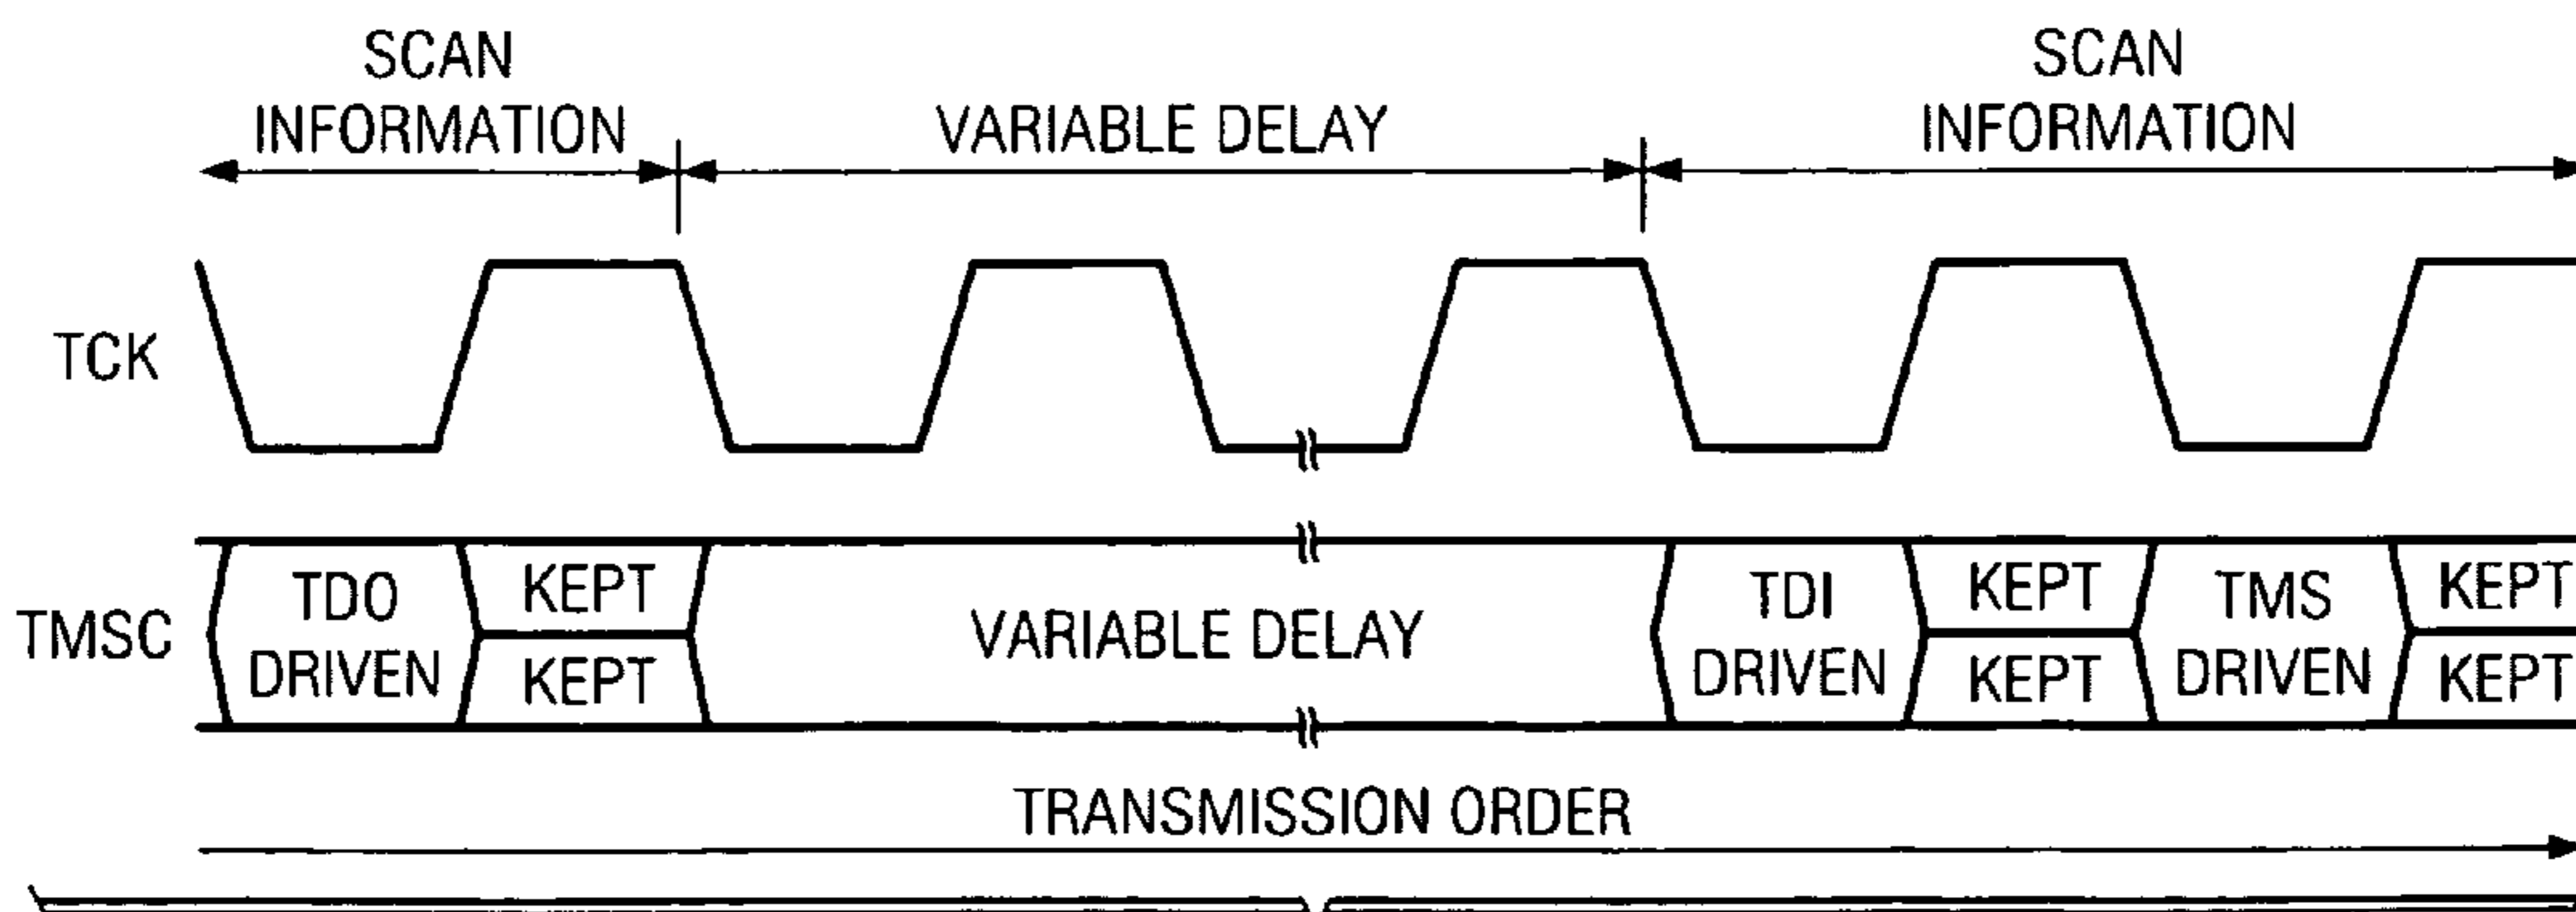 SCAN
INFORMATION
VARIABLE DELAY
SCAN
INFORMATION
TCK
TMSC
TDO
DRIVEN
KEPT
KEPT
VARIABLE DELAY
TDI
DRIVEN
KEPT
KEPT
TMS
DRIVEN
KEPT
KEPT
TRANSMISSION ORDER